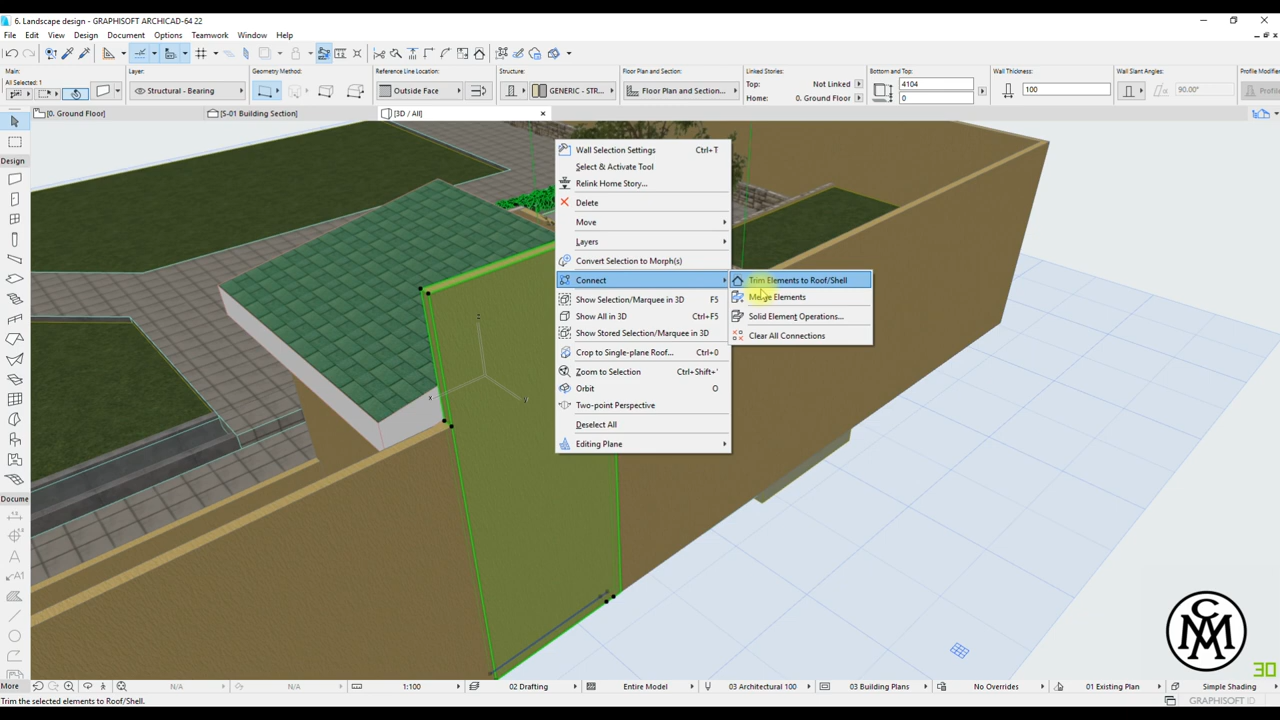 6. Landscape design - GRAPHISOFT ARCHICAD-64 22
File Edit View Design Document Options Teamwork Window Help
Main: Layer: Geometry Method: Reference Line Location: Structure: Floor Plan and Section: Linked Stories: Bottom and Top: Wall Thickness: Wall Slant Angles: Profile Modifier
All Selected: 1
Structural - Bearing
Outside Face
GENERIC - STR...
Floor Plan and Section...
Top: Not Linked
Home: 0. Ground Floor
4104
0
100
90.00°
Profile
[0. Ground Floor]
[S-01 Building Section]
[3D / All]
Design
Docume
More
Wall Selection Settings Ctrl+T
Select & Activate Tool
Relink Home Story...
Delete
Move
Layers
Convert Selection to Morph(s)
Connect
Show Selection/Marquee in 3D F5
Show All in 3D Ctrl+F5
Show Stored Selection/Marquee in 3D
Crop to Single-plane Roof... Ctrl+0
Zoom to Selection Ctrl+Shift+'
Orbit O
Two-point Perspective
Deselect All
Editing Plane
Trim Elements to Roof/Shell
Merge Elements
Solid Element Operations...
Clear All Connections
x
y
z
CM
30
N/A N/A 1:100 02 Drafting Entire Model 03 Architectural 100 03 Building Plans No Overrides 01 Existing Plan Simple Shading
Trim the selected elements to Roof/Shell.
GRAPHISOFT ID